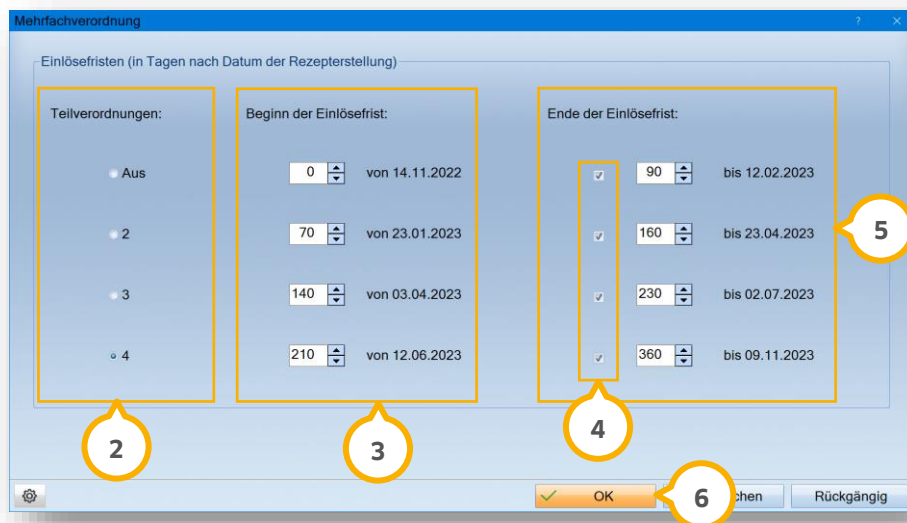 Mehrfachverordnung ? ×
Einlösefristen (in Tagen nach Datum der Rezepterstellung)
Teilverordnungen: Beginn der Einlösefrist: Ende der Einlösefrist:
Aus 0 von 14.11.2022 90 bis 12.02.2023
2 70 von 23.01.2023 160 bis 23.04.2023
5
3 140 von 03.04.2023 230 bis 02.07.2023
4 210 von 12.06.2023 360 bis 09.11.2023
2 3 4
OK 6 chen Rückgängig